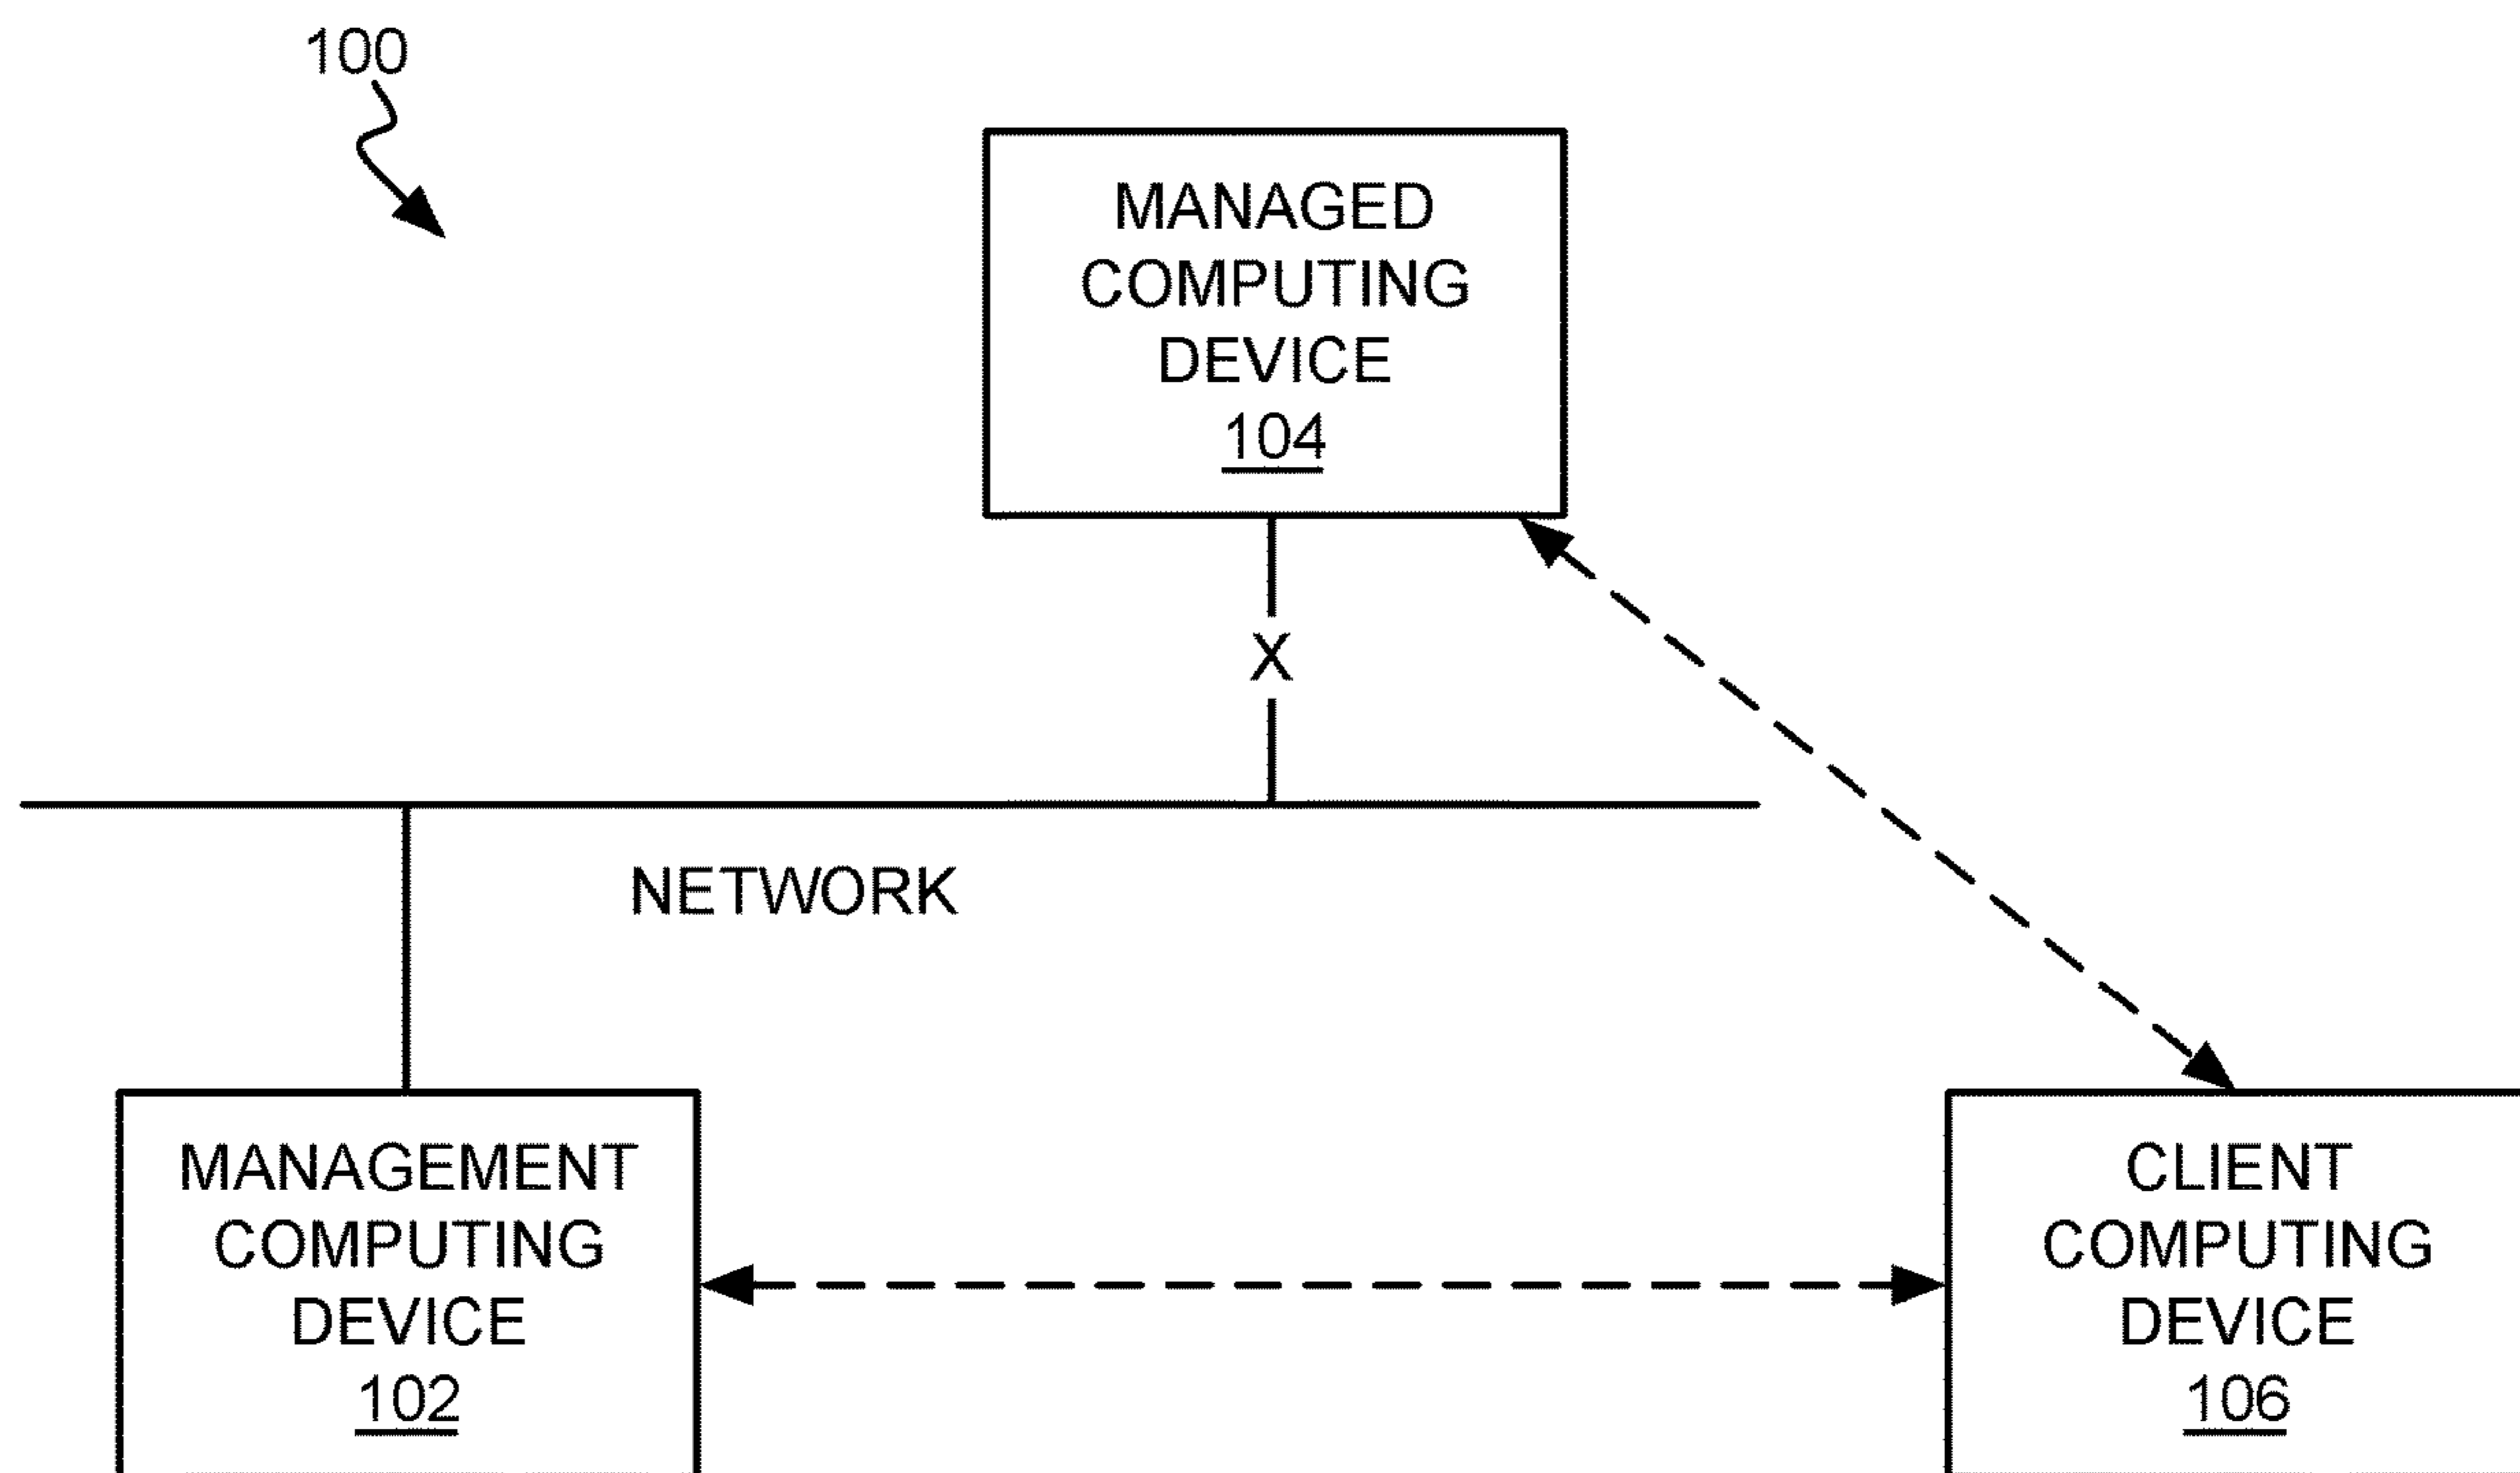 100
MANAGED
COMPUTING
DEVICE
104
X
NETWORK
MANAGEMENT
COMPUTING
DEVICE
102
CLIENT
COMPUTING
DEVICE
106